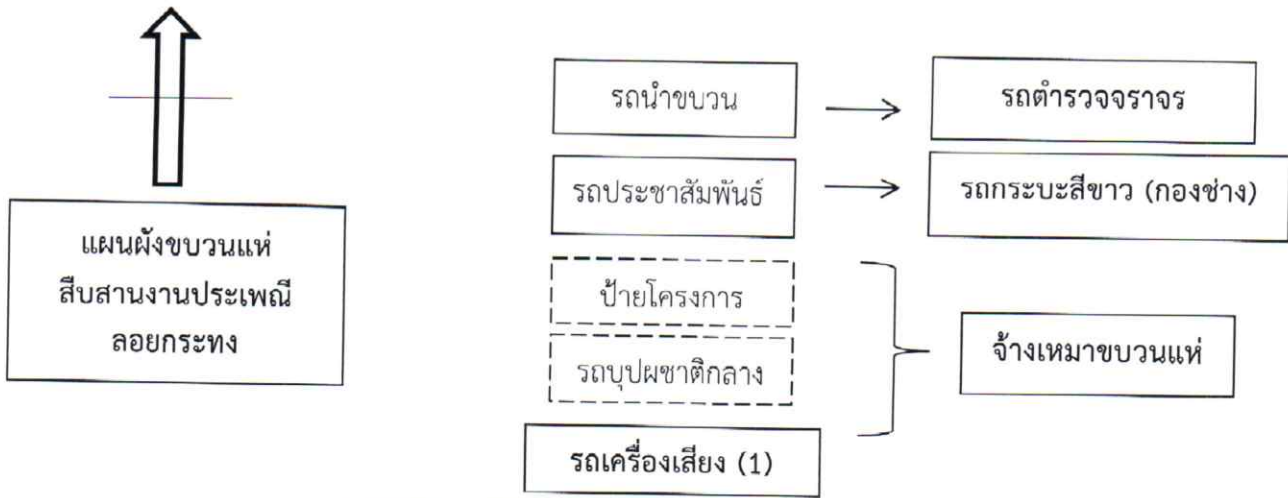 รถนำขบวน
รถตำรวจจราจร
รถประชาสัมพันธ์
รถกระบะสีขาว (กองช่าง)
แผนผังขบวนแห่
สืบสานงานประเพณี
ลอยกระทง
ป้ายโครงการ
รถบุปผชาติกลาง
จ้างเหมาขบวนแห่
รถเครื่องเสียง (1)